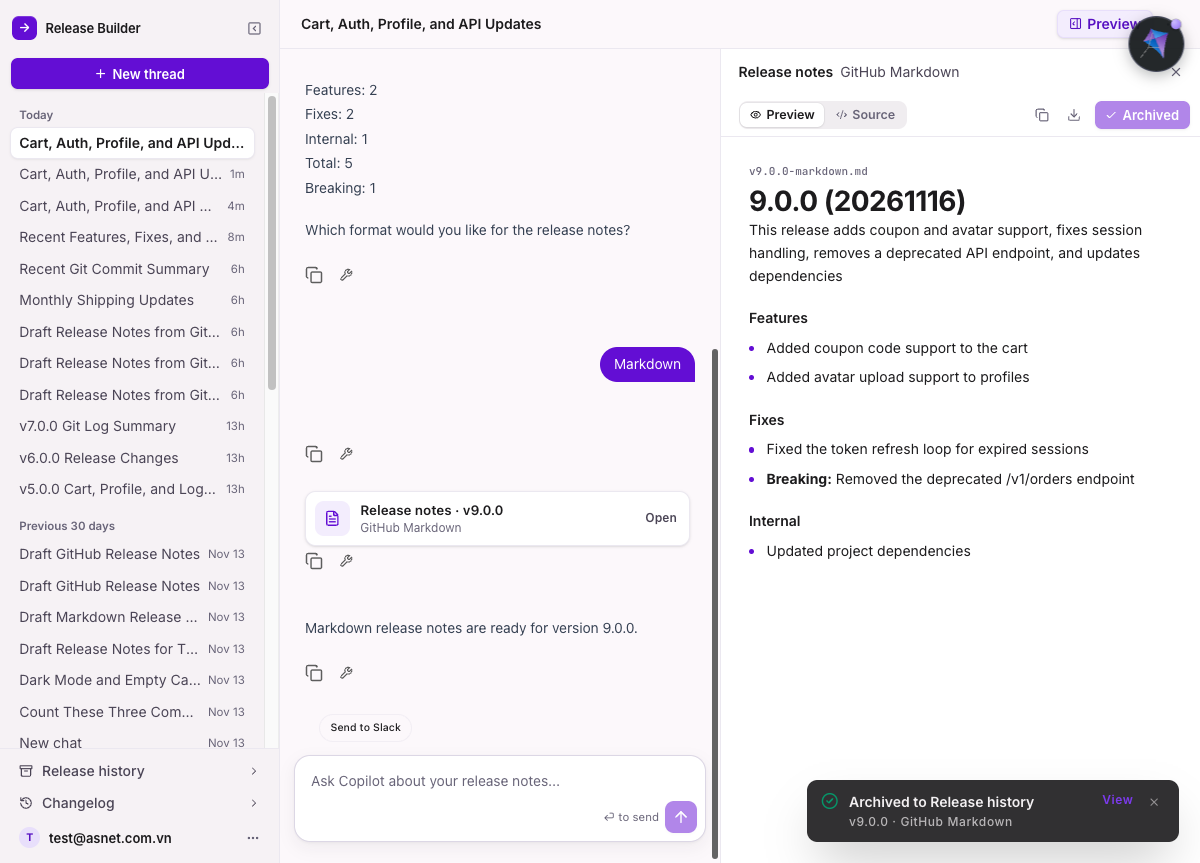 Release Builder
New thread
Today
Cart, Auth, Profile, and API Upd...
Cart, Auth, Profile, and API U... 1m
Cart, Auth, Profile, and API ... 4m
Recent Features, Fixes, and ... 8m
Recent Git Commit Summary 6h
Monthly Shipping Updates 6h
Draft Release Notes from Git... 6h
Draft Release Notes from Git... 6h
Draft Release Notes from Git... 6h
v7.0.0 Git Log Summary 13h
v6.0.0 Release Changes 13h
v5.0.0 Cart, Profile, and Log... 13h
Previous 30 days
Draft GitHub Release Notes Nov 13
Draft GitHub Release Notes Nov 13
Draft Markdown Release ... Nov 13
Draft Release Notes for T... Nov 13
Dark Mode and Empty Ca... Nov 13
Count These Three Com... Nov 13
New chat Nov 13
Release history
Changelog
T test@asnet.com.vn
Cart, Auth, Profile, and API Updates
Preview
Features: 2
Fixes: 2
Internal: 1
Total: 5
Breaking: 1
Which format would you like for the release notes?
Markdown
Release notes · v9.0.0
GitHub Markdown
Open
Markdown release notes are ready for version 9.0.0.
Send to Slack
Ask Copilot about your release notes...
to send
Release notes GitHub Markdown
Preview
Source
Archived
v9.0.0-markdown.md
9.0.0 (20261116)
This release adds coupon and avatar support, fixes session
handling, removes a deprecated API endpoint, and updates
dependencies
Features
Added coupon code support to the cart
Added avatar upload support to profiles
Fixes
Fixed the token refresh loop for expired sessions
Breaking: Removed the deprecated /v1/orders endpoint
Internal
Updated project dependencies
Archived to Release history
View
v9.0.0 · GitHub Markdown